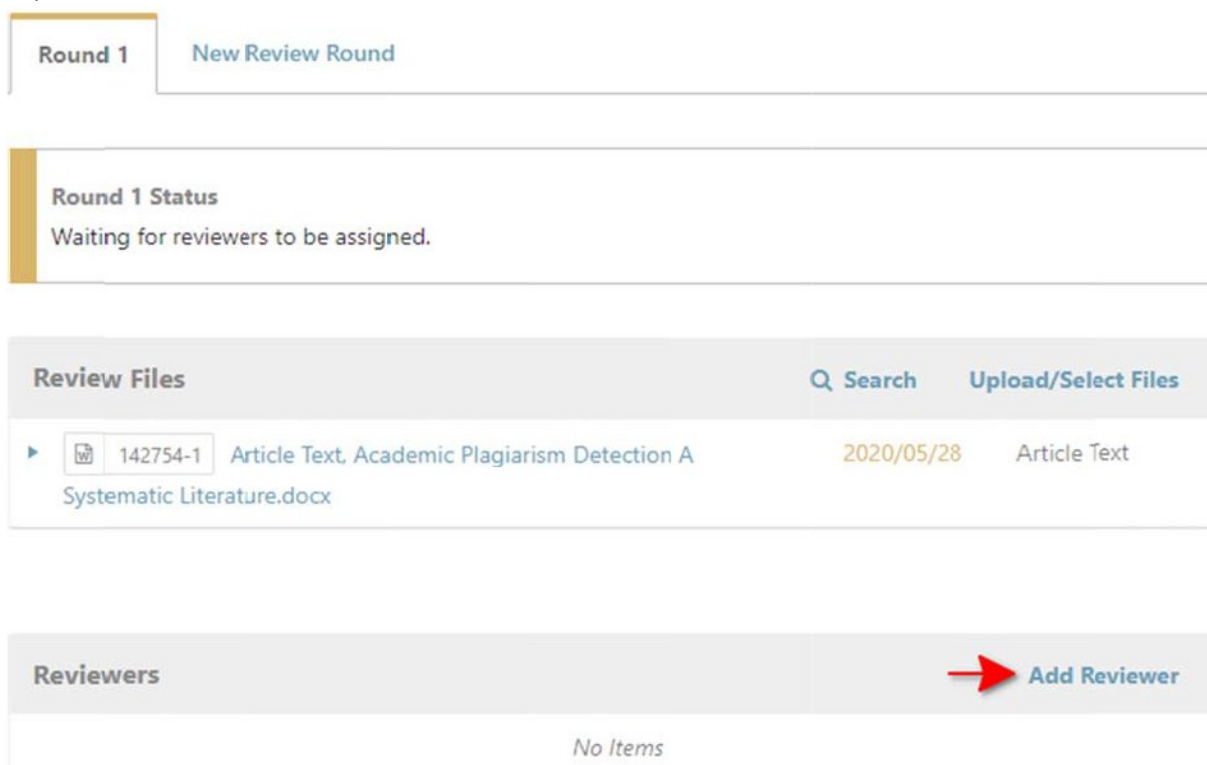 Round 1 New Review Round
Round 1 Status
Waiting for reviewers to be assigned.
Review Files Search Upload/Select Files
142754-1 Article Text, Academic Plagiarism Detection A 2020/05/28 Article Text
Systematic Literature.docx
Reviewers Add Reviewer
No Items